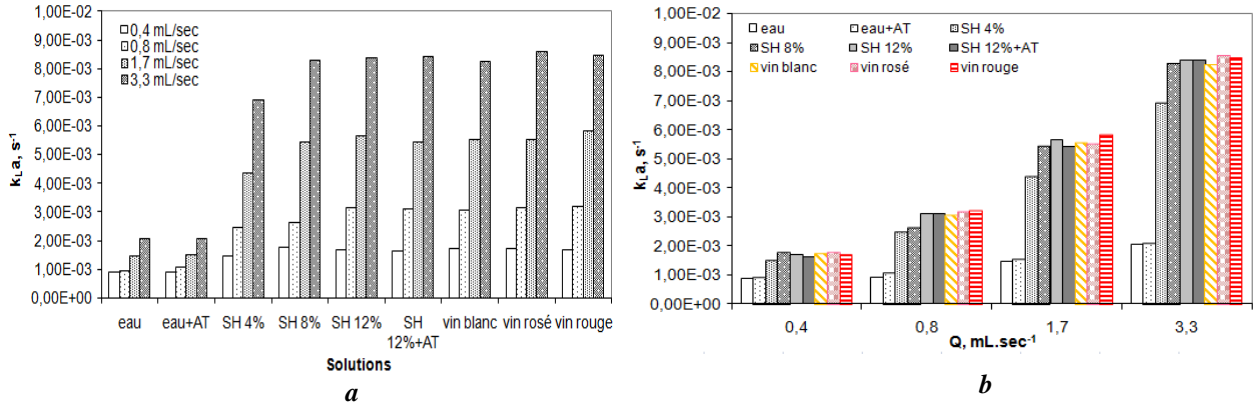 1,00E-02
9,00E-03
8,00E-03
7,00E-03
6,00E-03
5,00E-03
4,00E-03
3,00E-03
2,00E-03
1,00E-03
0,00E+00
kLa, s-1
0,4 mL/sec
0,8 mL/sec
1,7 mL/sec
3,3 mL/sec
eau eau+AT SH 4% SH 8% SH 12% SH 12%+AT vin blanc vin rosé vin rouge
Solutions
a
1,00E-02
9,00E-03
8,00E-03
7,00E-03
6,00E-03
5,00E-03
4,00E-03
3,00E-03
2,00E-03
1,00E-03
0,00E+00
kLa, s-1
eau eau+AT SH 4%
SH 8% SH 12% SH 12%+AT
vin blanc vin rosé vin rouge
0,4 0,8 1,7 3,3
Q, mL.sec-1
b